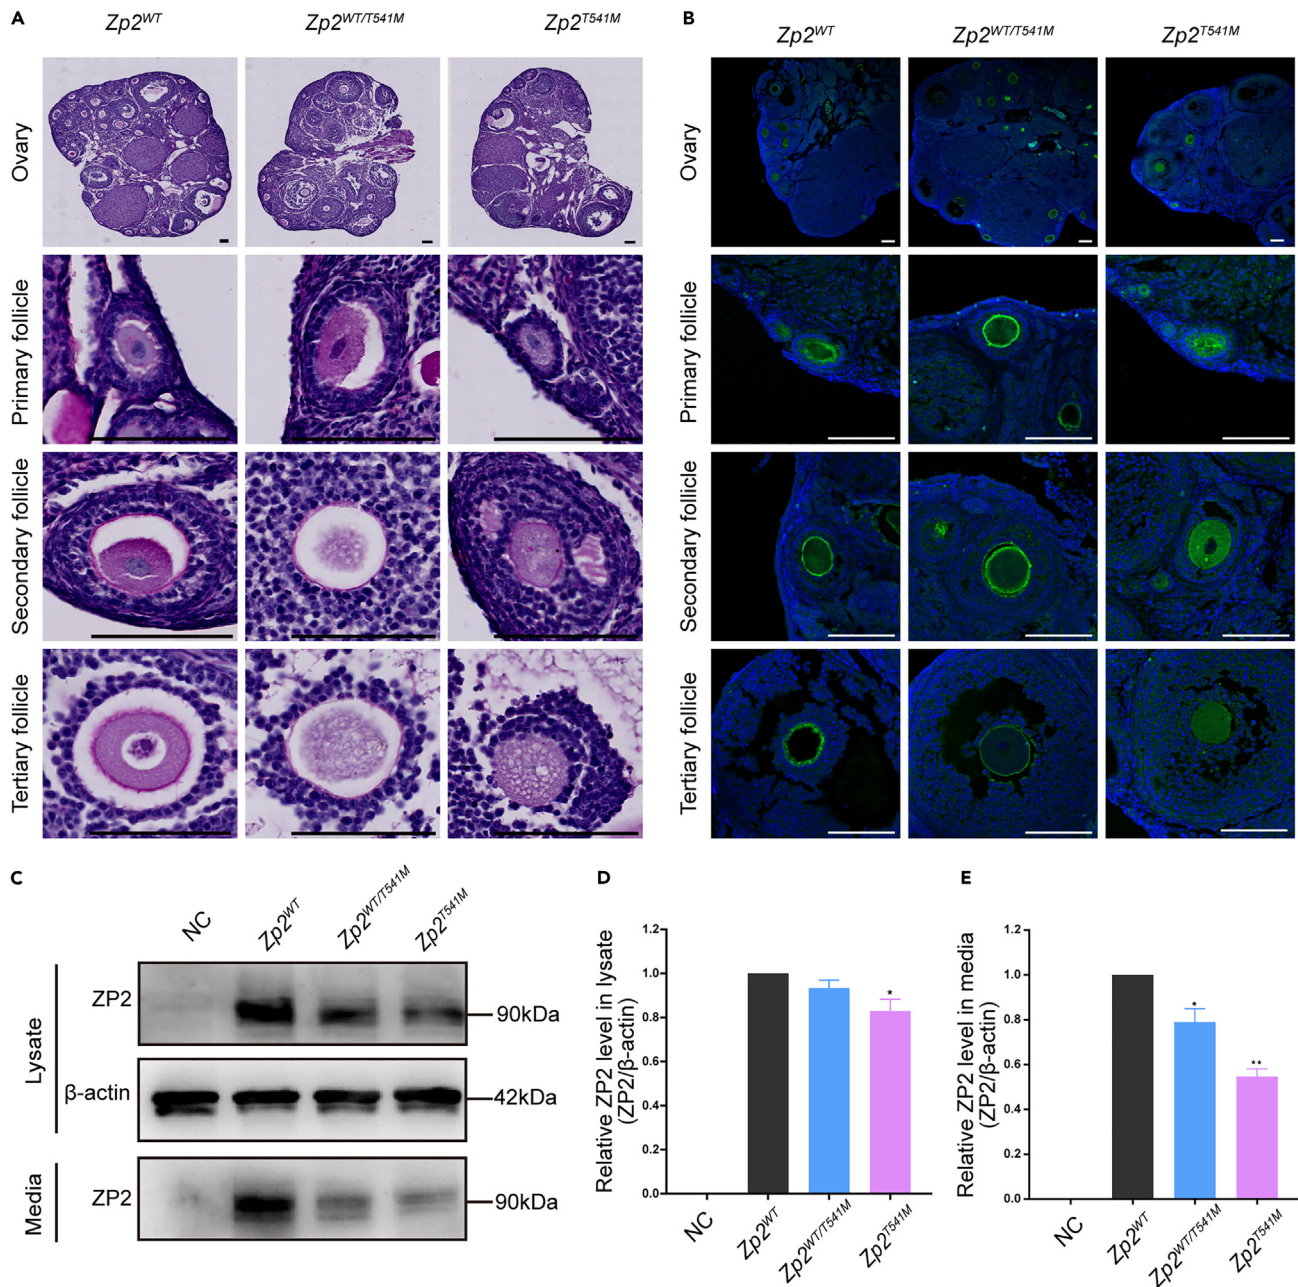 A
Zp2WT
Zp2WT/T541M
Zp2T541M
Ovary
Primary follicle
Secondary follicle
Tertiary follicle
B
Zp2WT
Zp2WT/T541M
Zp2T541M
Ovary
Primary follicle
Secondary follicle
Tertiary follicle
C
NC
Zp2WT
Zp2WT/T541M
Zp2T541M
Lysate
ZP2
90kDa
β-actin
42kDa
Media
ZP2
90kDa
D
Relative ZP2 level in lysate
(ZP2/β-actin)
1.2
1.0
0.8
0.6
0.4
0.2
0.0
*
NC
Zp2WT
Zp2WT/T541M
Zp2T541M
E
Relative ZP2 level in media
(ZP2/β-actin)
1.2
1.0
0.8
0.6
0.4
0.2
0.0
*
**
NC
Zp2WT
Zp2WT/T541M
Zp2T541M